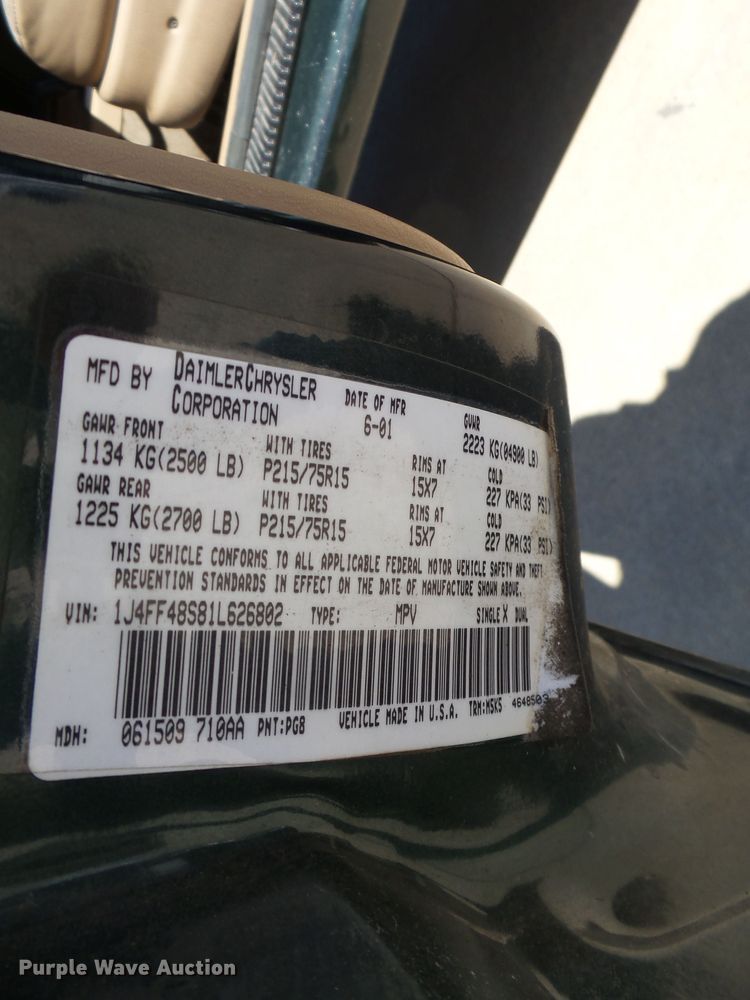 MFD BY DAIMLERCHRYSLER CORPORATION DATE OF MFR 6-01 GVWR 2223 KG(04900 LB)
GAWR FRONT WITH TIRES RIMS AT COLD
1134 KG(2500 LB) P215/75R15 15X7 227 KPA(33 PSI)
GAWR REAR WITH TIRES RIMS AT COLD
1225 KG(2700 LB) P215/75R15 15X7 227 KPA(33 PSI)
THIS VEHICLE CONFORMS TO ALL APPLICABLE FEDERAL MOTOR VEHICLE SAFETY AND THEFT
PREVENTION STANDARDS IN EFFECT ON THE DATE OF MANUFACTURE SHOWN ABOVE.
VIN: 1J4FF48S81L626802 TYPE: MPV SINGLE X DUAL
MDH: 061509 710AA PNT:PG8 VEHICLE MADE IN U.S.A. TRM:MSK5 4648503
Purple Wave Auction